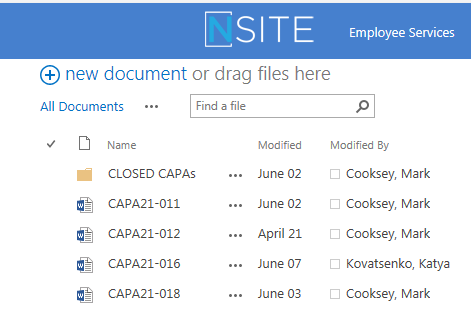 NSITE Employee Services
new document or drag files here
All Documents ••• Find a file
Name Modified Modified By
CLOSED CAPAs ••• June 02 Cooksey, Mark
CAPA21-011 ••• June 02 Cooksey, Mark
CAPA21-012 ••• April 21 Cooksey, Mark
CAPA21-016 ••• June 07 Kovatsenko, Katya
CAPA21-018 ••• June 03 Cooksey, Mark